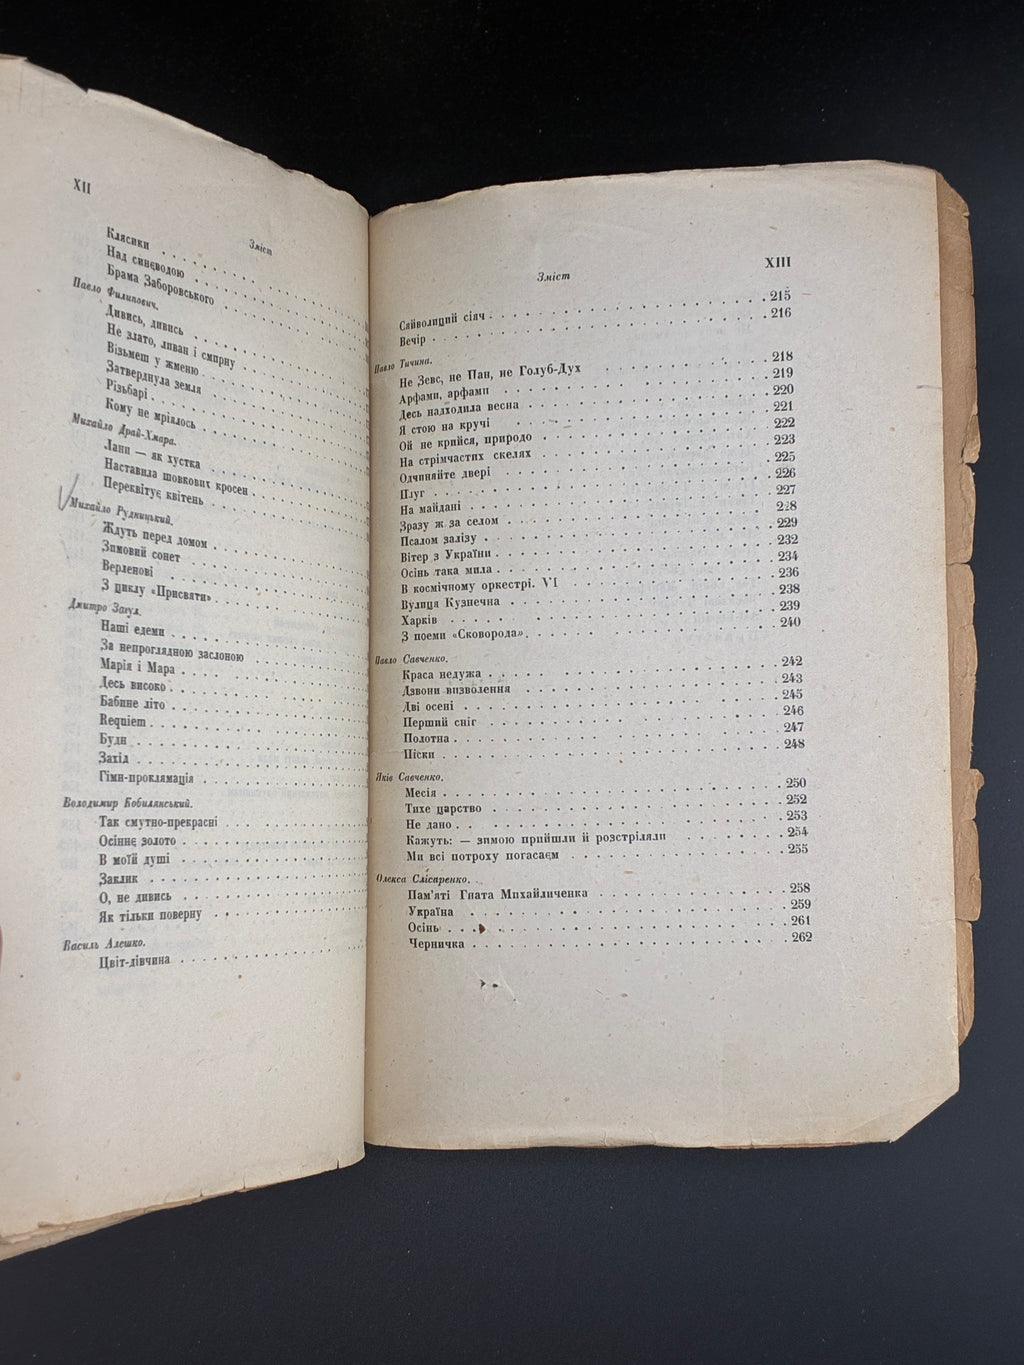 XII
Зміст
Клясики
Над синєводою
Брама Заборовського
Павло Филипович.
Дивись, дивись
Не злато, ливан і смирну
Візьмеш у жменю
Затверднула земля
Різьбарі
Кому не мріялось
Михайло Драй-Хмара.
Лани — як хустка
Наставила шовкових кросен
Переквітує квітень
Михайло Рудницький.
Ждуть перед домом
Зимовий сонет
Верленові
З циклу «Присвяти»
Дмитро Загул.
Наші едеми
За непроглядною заслоною
Марія і Мара
Десь високо
Бабине літо
Requiem
Будн
Захід
Гімн-проклямація
Володимир Кобилянський.
Так смутно-прекрасні
Осіннє золото
В моїй душі
Заклик
О, не дивись
Як тільки поверну
Василь Алешко.
Цвіт-дівчина
XIII
Зміст
Сяйволиций сіяч . 215
Вечір . 216
Павло Тичина.
Не Зевс, не Пан, не Голуб-Дух . 218
Арфами, арфами . 219
Десь надходила весна . 220
Я стою на кручі . 221
Ой не крийся, природо . 222
На стрімчастих скелях . 223
Одчиняйте двері . 225
Плуг . 226
На майдані . 227
Зразу ж за селом . 228
Псалом залізу . 229
Вітер з України . 232
Осінь така мила . 234
В космічному оркестрі. VI . 236
Вулиця Кузнечна . 238
Харків . 239
З поеми «Сковорода» . 240
Павло Савченко.
Краса недужа . 242
Дзвони визволення . 243
Дві осені . 245
Перший сніг . 246
Полотна . 247
Піски . 248
Яків Савченко.
Месія . 250
Тихе царство . 252
Не дано . 253
Кажуть: — зимою прийшли й розстріляли . 254
Ми всі потроху погасаєм . 255
Олекса Слісаренко.
Пам'яті Гната Михайличенка . 258
Україна . 259
Осінь . 261
Черничка . 262